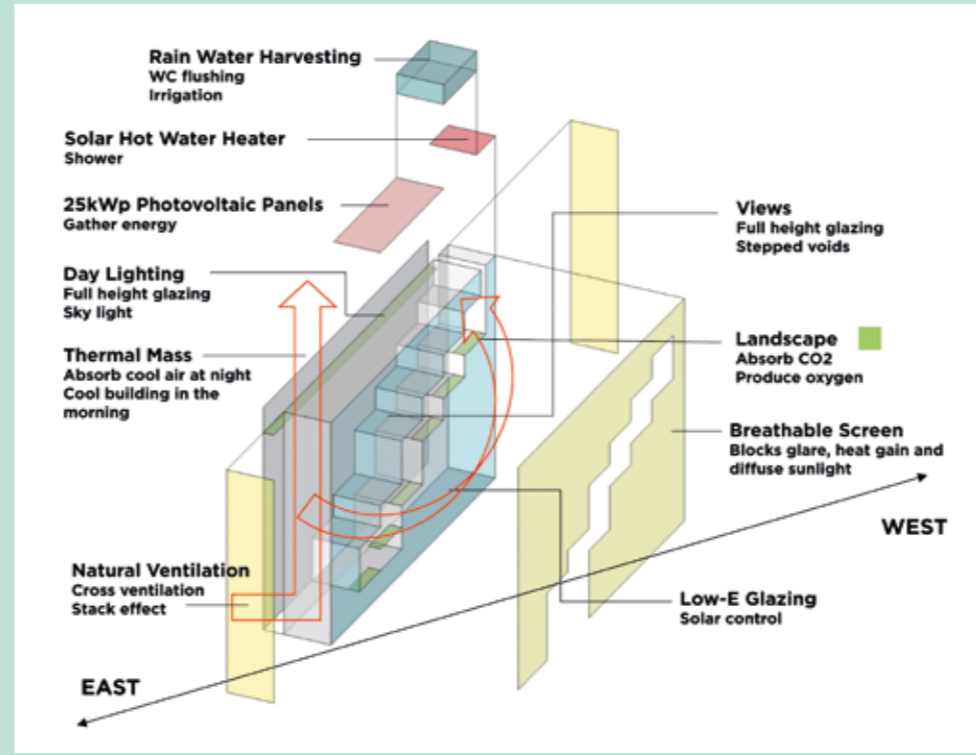 Rain Water Harvesting
WC flushing
Irrigation
Solar Hot Water Heater
Shower
25kWp Photovoltaic Panels
Gather energy
Day Lighting
Full height glazing
Sky light
Thermal Mass
Absorb cool air at night
Cool building in the
morning
Natural Ventilation
Cross ventilation
Stack effect
EAST
Views
Full height glazing
Stepped voids
Landscape
Absorb CO2
Produce oxygen
Breathable Screen
Blocks glare, heat gain and
diffuse sunlight
WEST
Low-E Glazing
Solar control